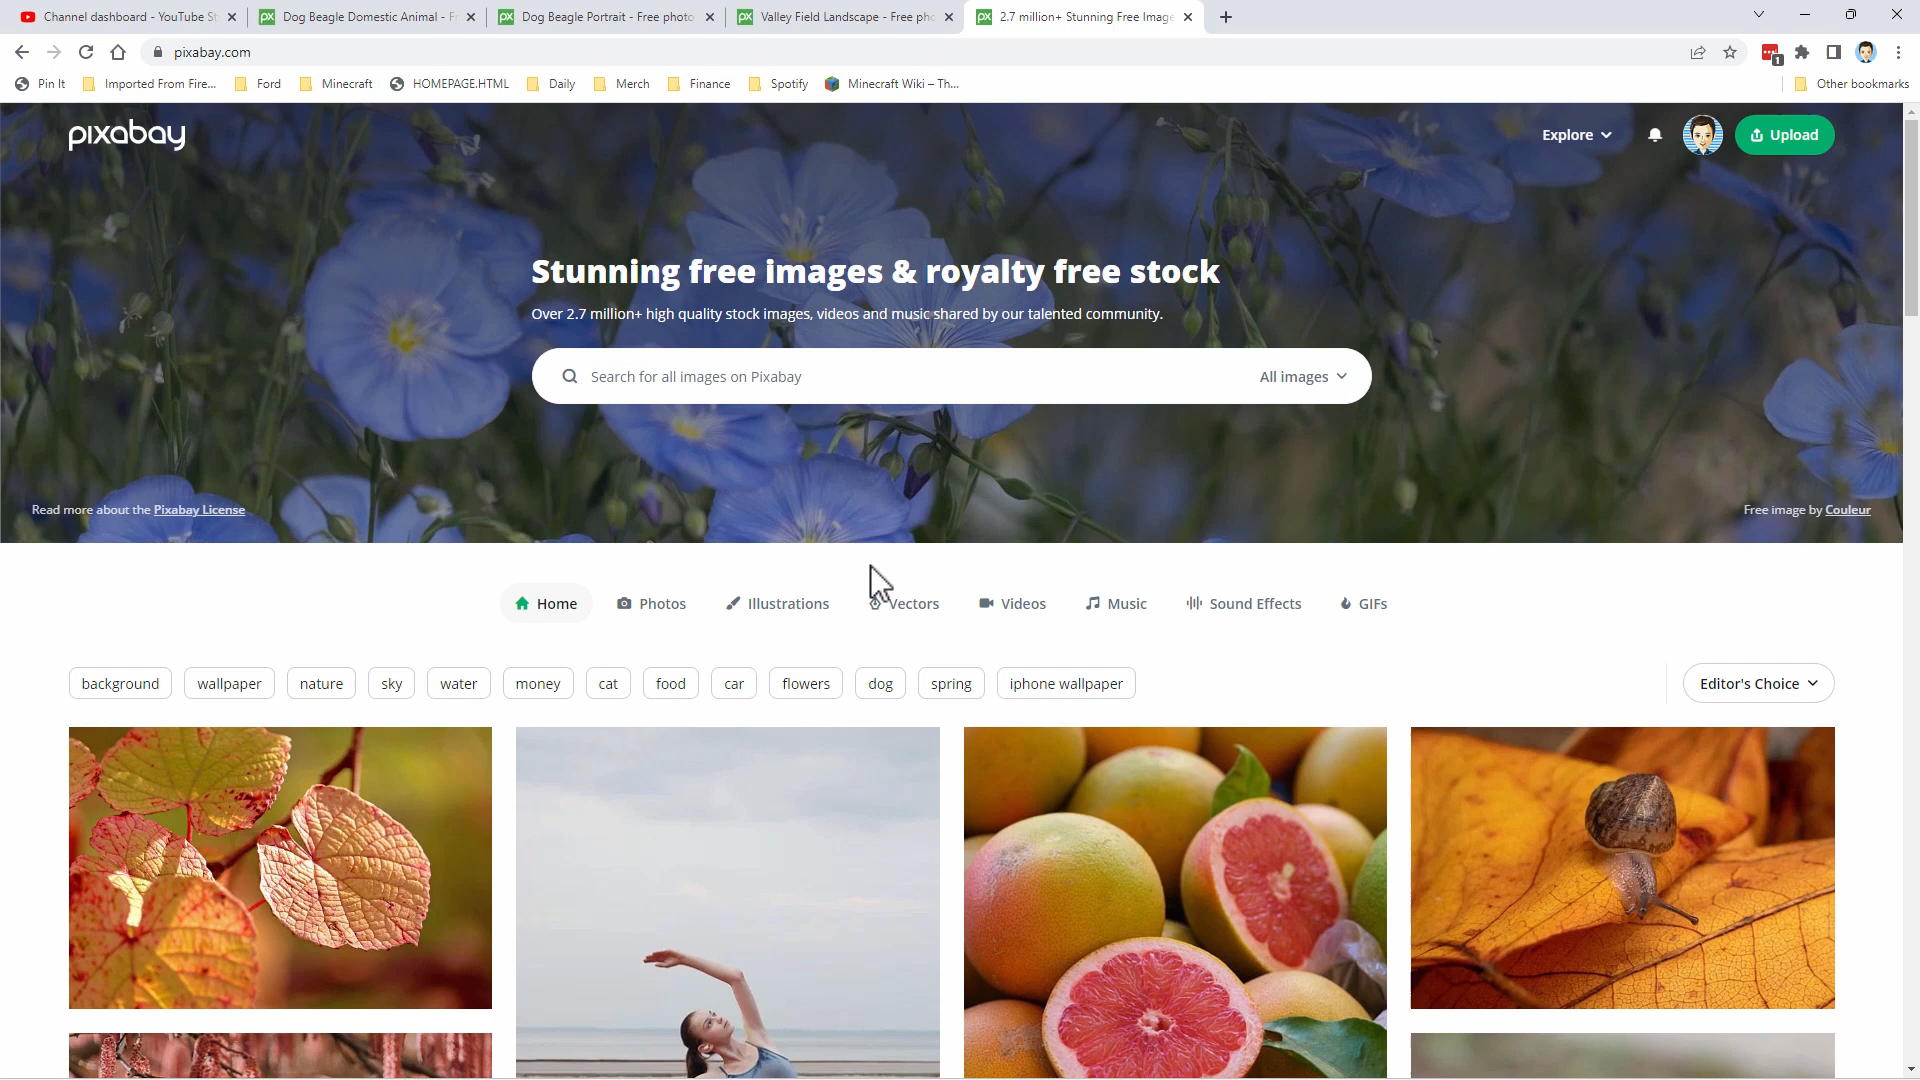 Channel dashboard - YouTube St
Dog Beagle Domestic Animal - Fr
Dog Beagle Portrait - Free photo
Valley Field Landscape - Free pho
2.7 million+ Stunning Free Image
pixabay.com
1
Pin It
Imported From Fire...
Ford
Minecraft
HOMEPAGE.HTML
Daily
Merch
Finance
Spotify
Minecraft Wiki – Th...
Other bookmarks
pixabay
Explore
Upload
Stunning free images & royalty free stock
Over 2.7 million+ high quality stock images, videos and music shared by our talented community.
Search for all images on Pixabay
All images
Read more about the Pixabay License
Free image by Couleur
Home
Photos
Illustrations
Vectors
Videos
Music
Sound Effects
GIFs
background
wallpaper
nature
sky
water
money
cat
food
car
flowers
dog
spring
iphone wallpaper
Editor's Choice